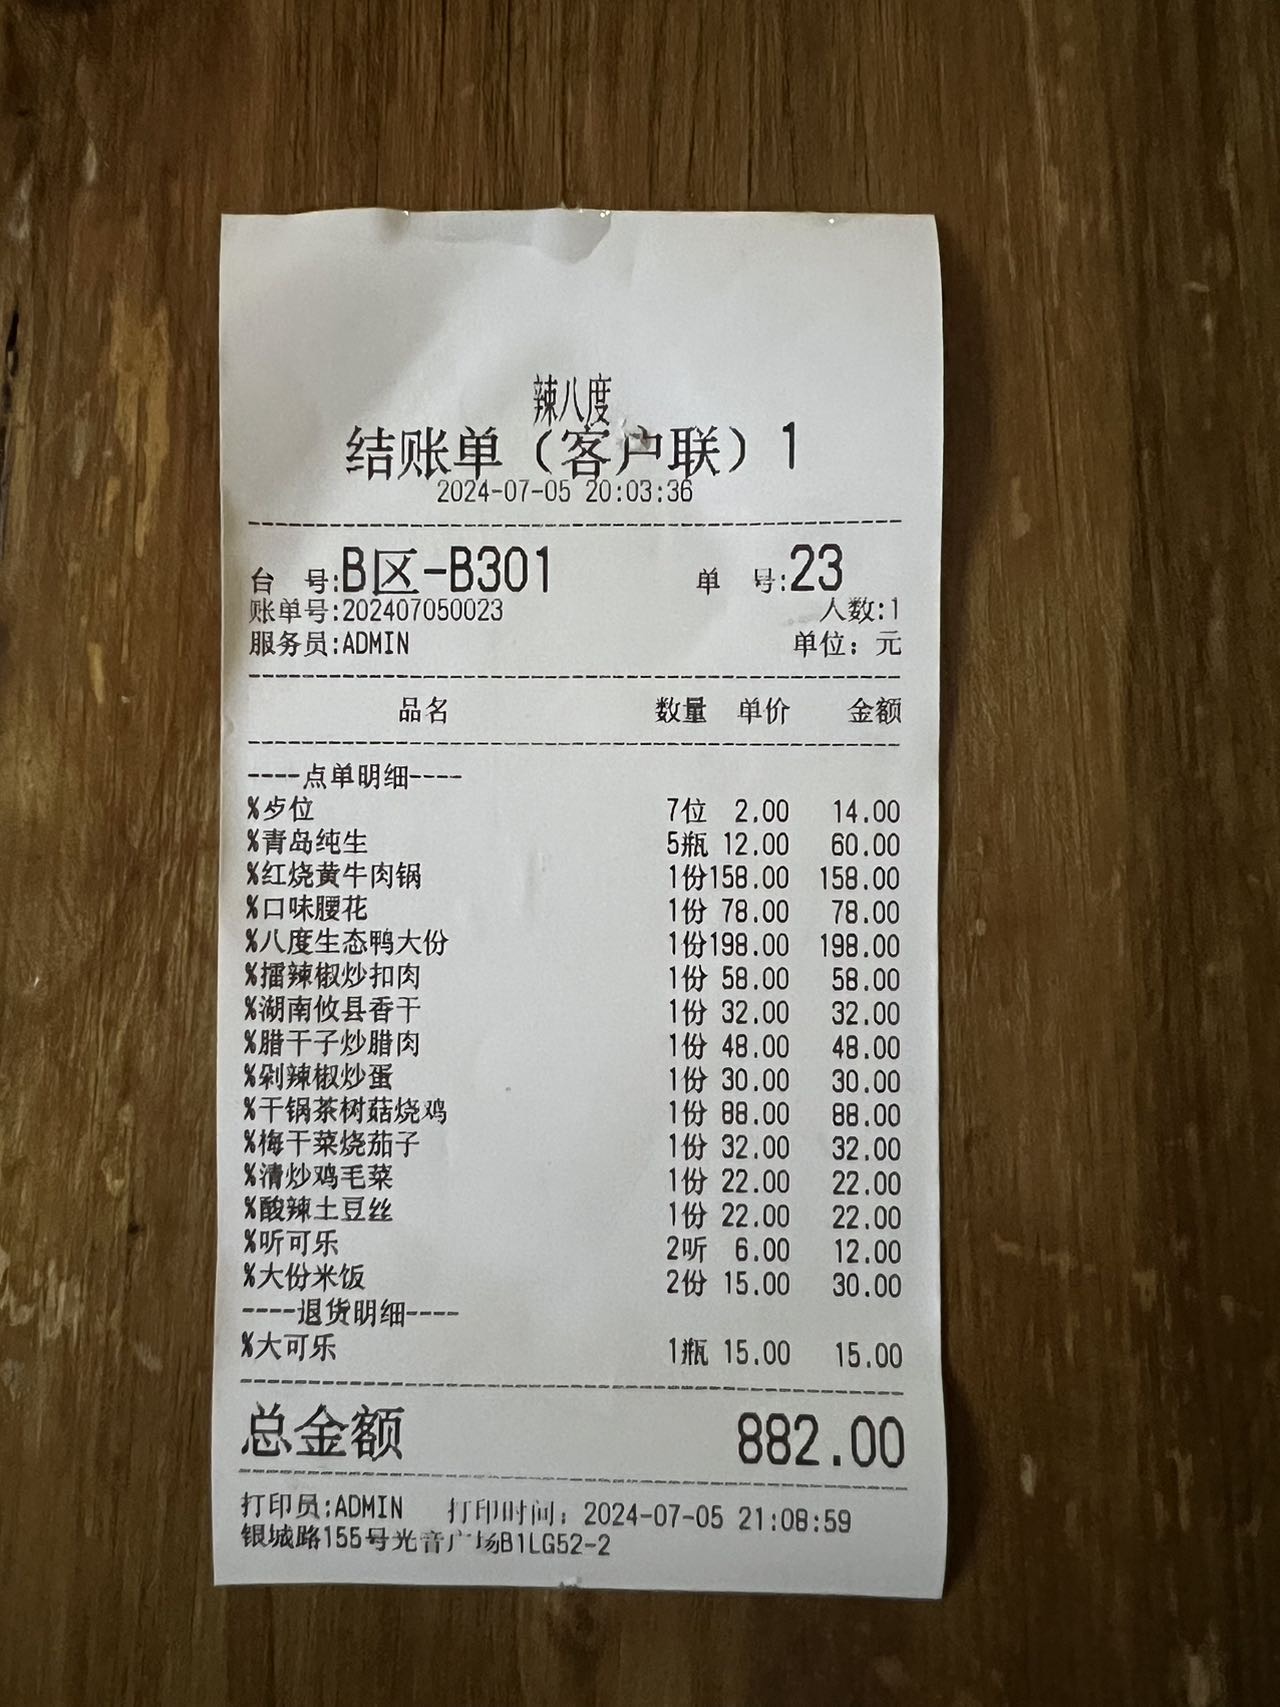 辣八度
结账单（客户联）1
2024-07-05 20:03:36
台 号:B区-B301 单 号:23
账单号:202407050023 人数:1
服务员:ADMIN 单位：元
品名 数量 单价 金额
----点单明细----
%歺位 7位 2.00 14.00
%青岛纯生 5瓶 12.00 60.00
%红烧黄牛肉锅 1份158.00 158.00
%口味腰花 1份 78.00 78.00
%八度生态鸭大份 1份198.00 198.00
%擂辣椒炒扣肉 1份 58.00 58.00
%湖南攸县香干 1份 32.00 32.00
%腊干子炒腊肉 1份 48.00 48.00
%剁辣椒炒蛋 1份 30.00 30.00
%干锅茶树菇烧鸡 1份 88.00 88.00
%梅干菜烧茄子 1份 32.00 32.00
%清炒鸡毛菜 1份 22.00 22.00
%酸辣土豆丝 1份 22.00 22.00
%听可乐 2听 6.00 12.00
%大份米饭 2份 15.00 30.00
----退货明细----
%大可乐 1瓶 15.00 15.00
总金额 882.00
打印员:ADMIN 打印时间：2024-07-05 21:08:59
银城路155号光音广场B1LG52-2